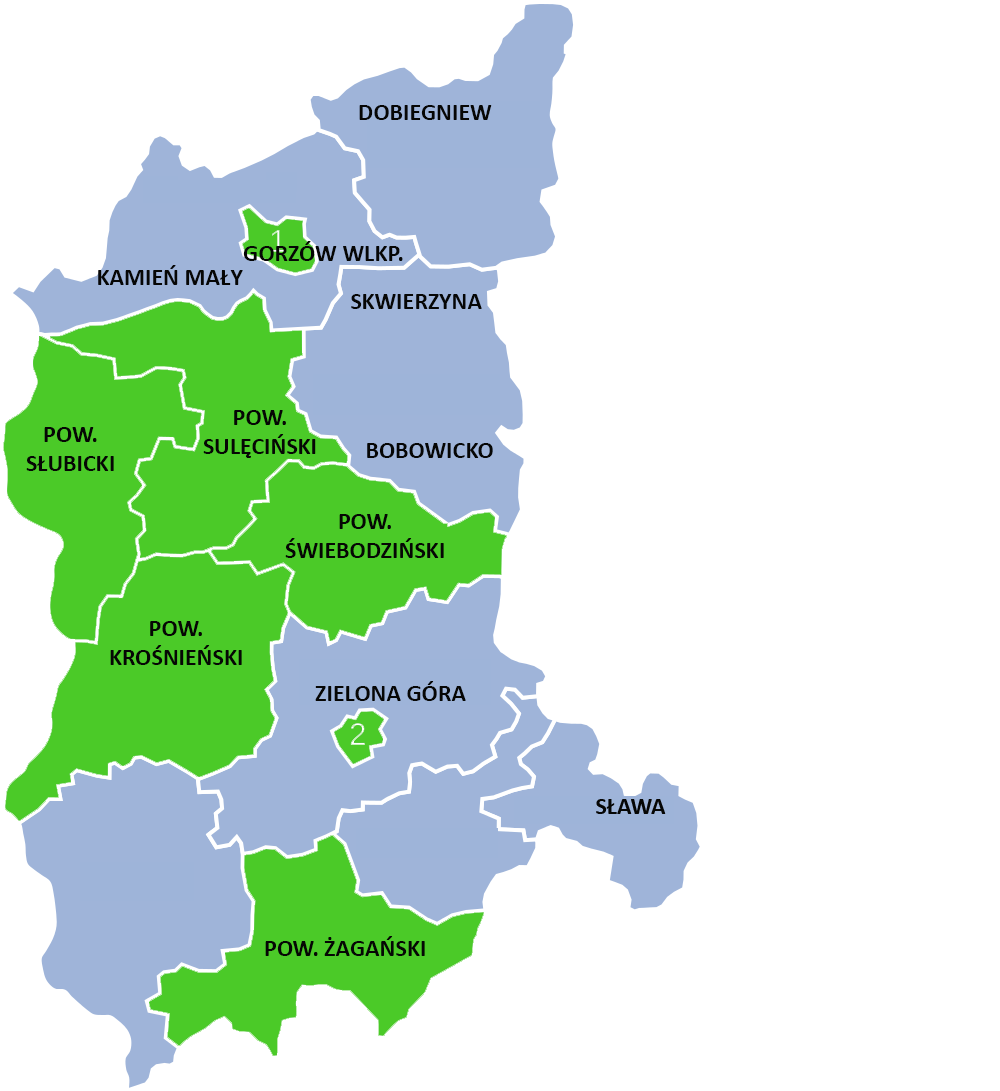 DOBIEGNIEW
1
GORZÓW WLKP.
KAMIEŃ MAŁY
SKWIERZYNA
POW.
SULĘCIŃSKI
POW.
SŁUBICKI
BOBOWICKO
POW.
ŚWIEBODZIŃSKI
POW.
KROŚNIEŃSKI
ZIELONA GÓRA
2
SŁAWA
POW. ŻAGAŃSKI